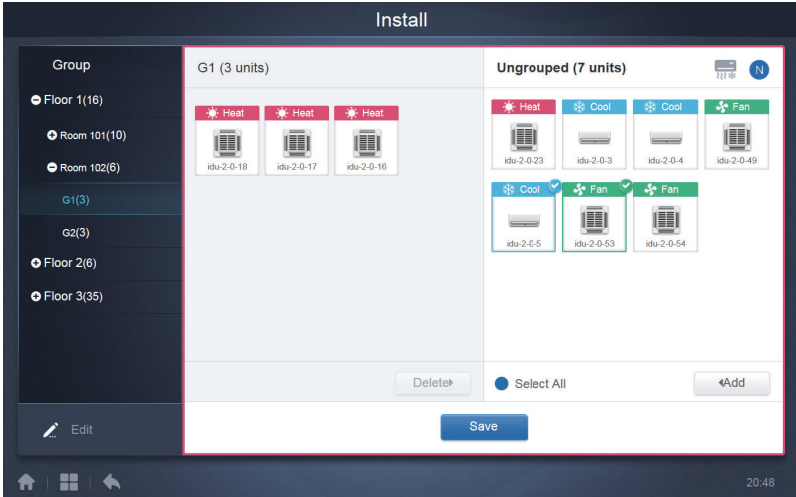 Install
Group
Floor 1(16)
Room 101(10)
Room 102(6)
G1(3)
G2(3)
Floor 2(6)
Floor 3(35)
Edit
G1 (3 units)
Heat
Heat
Heat
idu-2-0-18
idu-2-0-17
idu-2-0-16
Delete
Ungrouped (7 units)
N
Heat
Cool
Cool
Fan
idu-2-0-23
idu-2-0-3
idu-2-0-4
idu-2-0-49
Cool
Fan
Fan
idu-2-0-5
idu-2-0-53
idu-2-0-54
Select All
Add
Save
20:48